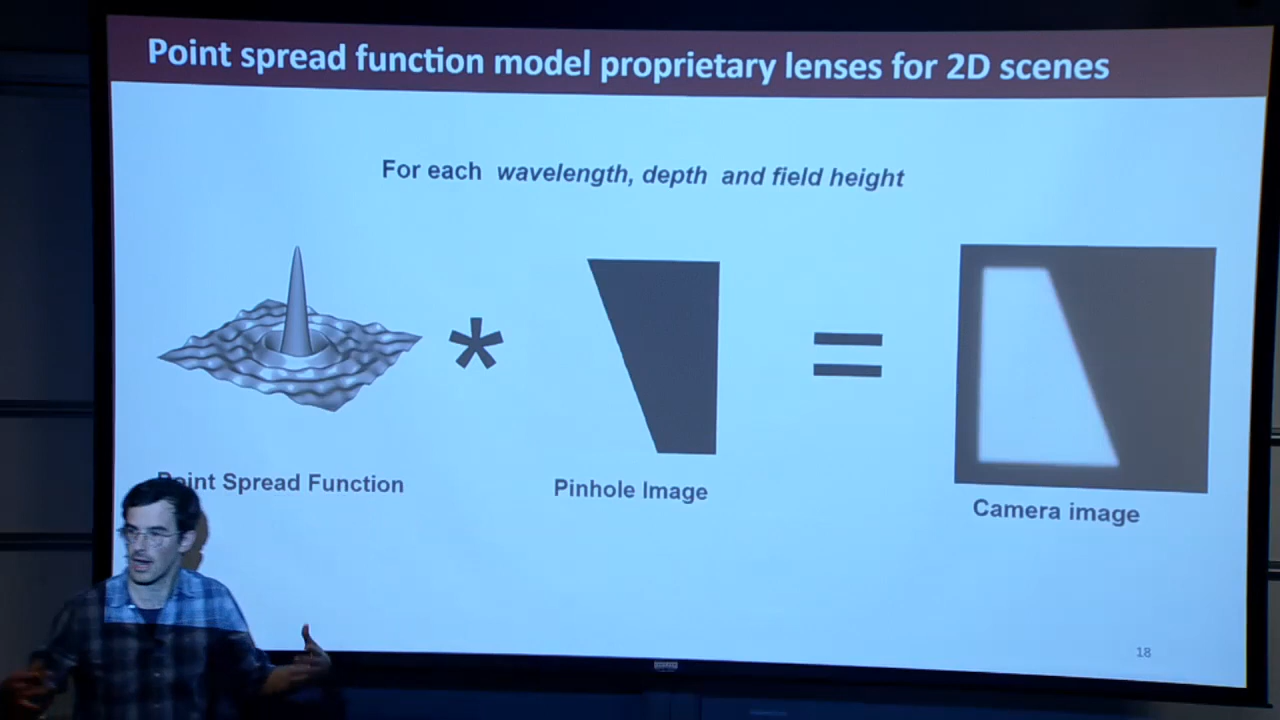 Point spread function model proprietary lenses for 2D scenes
For each wavelength, depth and field height
*
=
Point Spread Function
Pinhole Image
Camera image
18